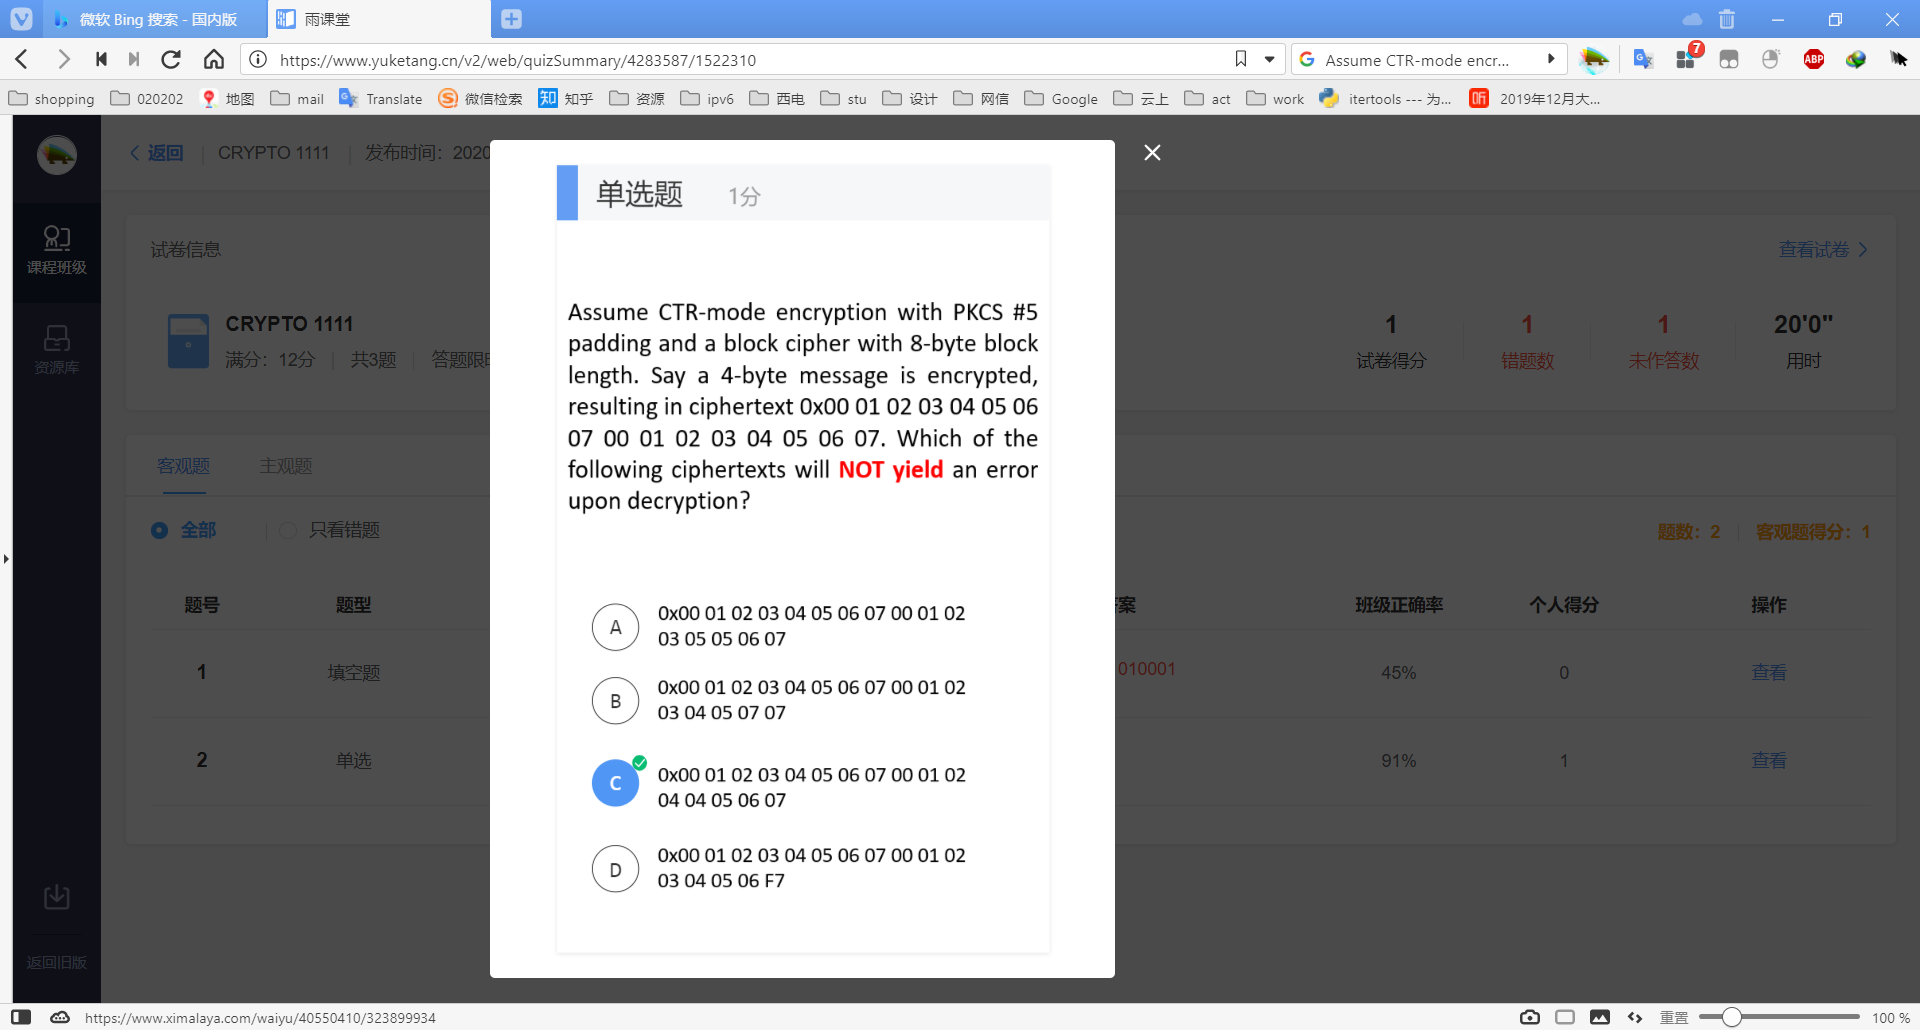 微软 Bing 搜索 - 国内版
雨课堂
https://www.yuketang.cn/v2/web/quizSummary/4283587/1522310
Assume CTR-mode encr...
7
ABP
shopping
020202
地图
mail
Translate
微信检索
知乎
资源
ipv6
西电
stu
设计
网信
Google
云上
act
work
itertools --- 为...
2019年12月大...
返回
CRYPTO 1111
发布时间：2020
课程班级
资源库
返回旧版
试卷信息
查看试卷
CRYPTO 1111
满分：12分
共3题
答题限时
1
试卷得分
1
错题数
1
未作答数
20'0"
用时
客观题
主观题
全部
只看错题
题数：2
客观题得分：1
题号
题型
答案
班级正确率
个人得分
操作
1
填空题
010001
45%
0
查看
2
单选
91%
1
查看
单选题
1分
Assume CTR-mode encryption with PKCS #5
padding and a block cipher with 8-byte block
length. Say a 4-byte message is encrypted,
resulting in ciphertext 0x00 01 02 03 04 05 06
07 00 01 02 03 04 05 06 07. Which of the
following ciphertexts will NOT yield an error
upon decryption?
A
0x00 01 02 03 04 05 06 07 00 01 02
03 05 05 06 07
B
0x00 01 02 03 04 05 06 07 00 01 02
03 04 05 07 07
C
0x00 01 02 03 04 05 06 07 00 01 02
04 04 05 06 07
D
0x00 01 02 03 04 05 06 07 00 01 02
03 04 05 06 F7
https://www.ximalaya.com/waiyu/40550410/323899934
重置
100 %